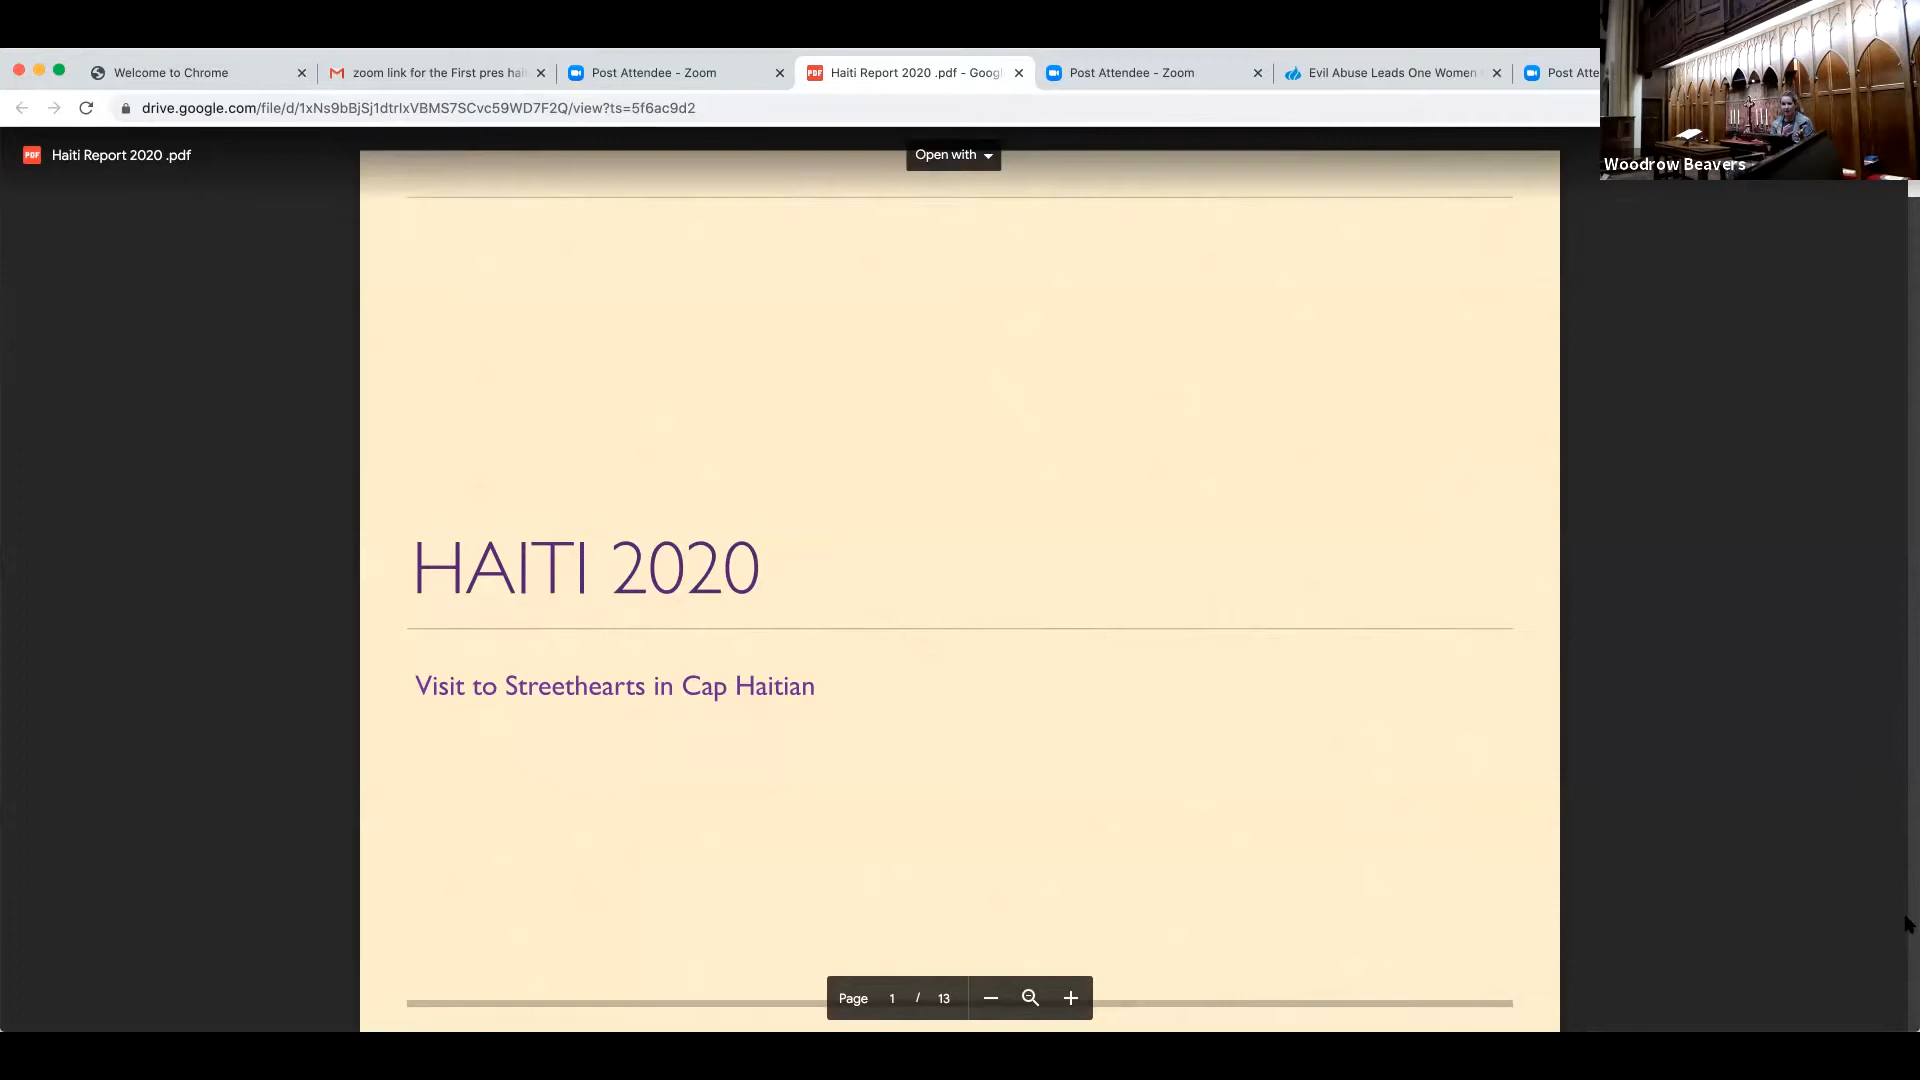 Welcome to Chrome
zoom link for the First pres hai
Post Attendee - Zoom
Haiti Report 2020 .pdf - Googl
Post Attendee - Zoom
Evil Abuse Leads One Women
Post Atte
drive.google.com/file/d/1xNs9bBjSj1dtrIxVBMS7SCvc59WD7F2Q/view?ts=5f6ac9d2
PDF Haiti Report 2020 .pdf
Open with
Woodrow Beavers
HAITI 2020
Visit to Streethearts in Cap Haitian
Page 1 / 13